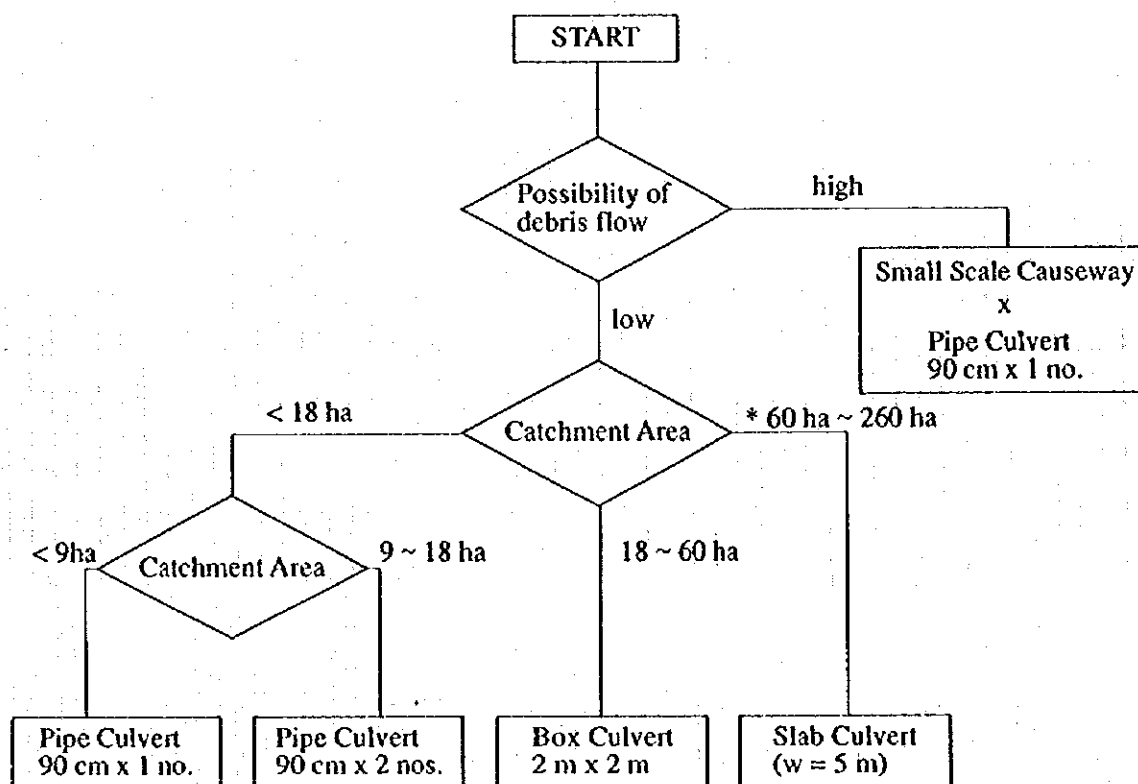 START
Possibility of
debris flow
high
Small Scale Causeway
x
Pipe Culvert
90 cm x 1 no.
low
< 18 ha
Catchment Area
* 60 ha ~ 260 ha
< 9ha
Catchment Area
9 ~ 18 ha
18 ~ 60 ha
Pipe Culvert
90 cm x 1 no.
Pipe Culvert
90 cm x 2 nos.
Box Culvert
2 m x 2 m
Slab Culvert
(w = 5 m)